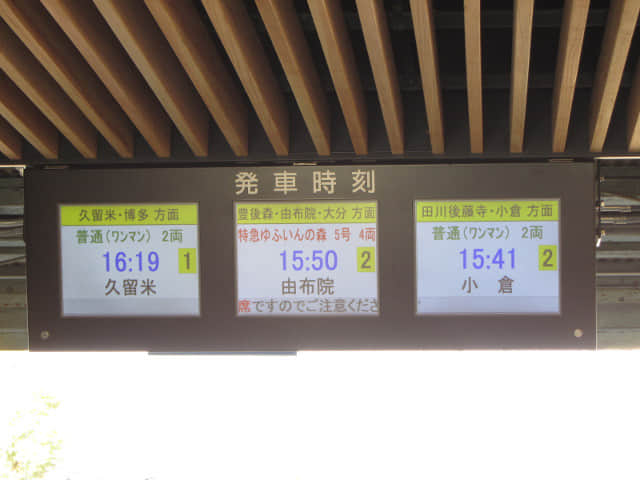 発車時刻
久留米・博多 方面
普通(ワンマン) 2両
16:19 1
久留米
豊後森・由布院・大分 方面
特急ゆふいんの森 5号 4両
15:50 2
由布院
席ですのでご注意くださ
田川後藤寺・小倉 方面
普通(ワンマン) 2両
15:41 2
小倉